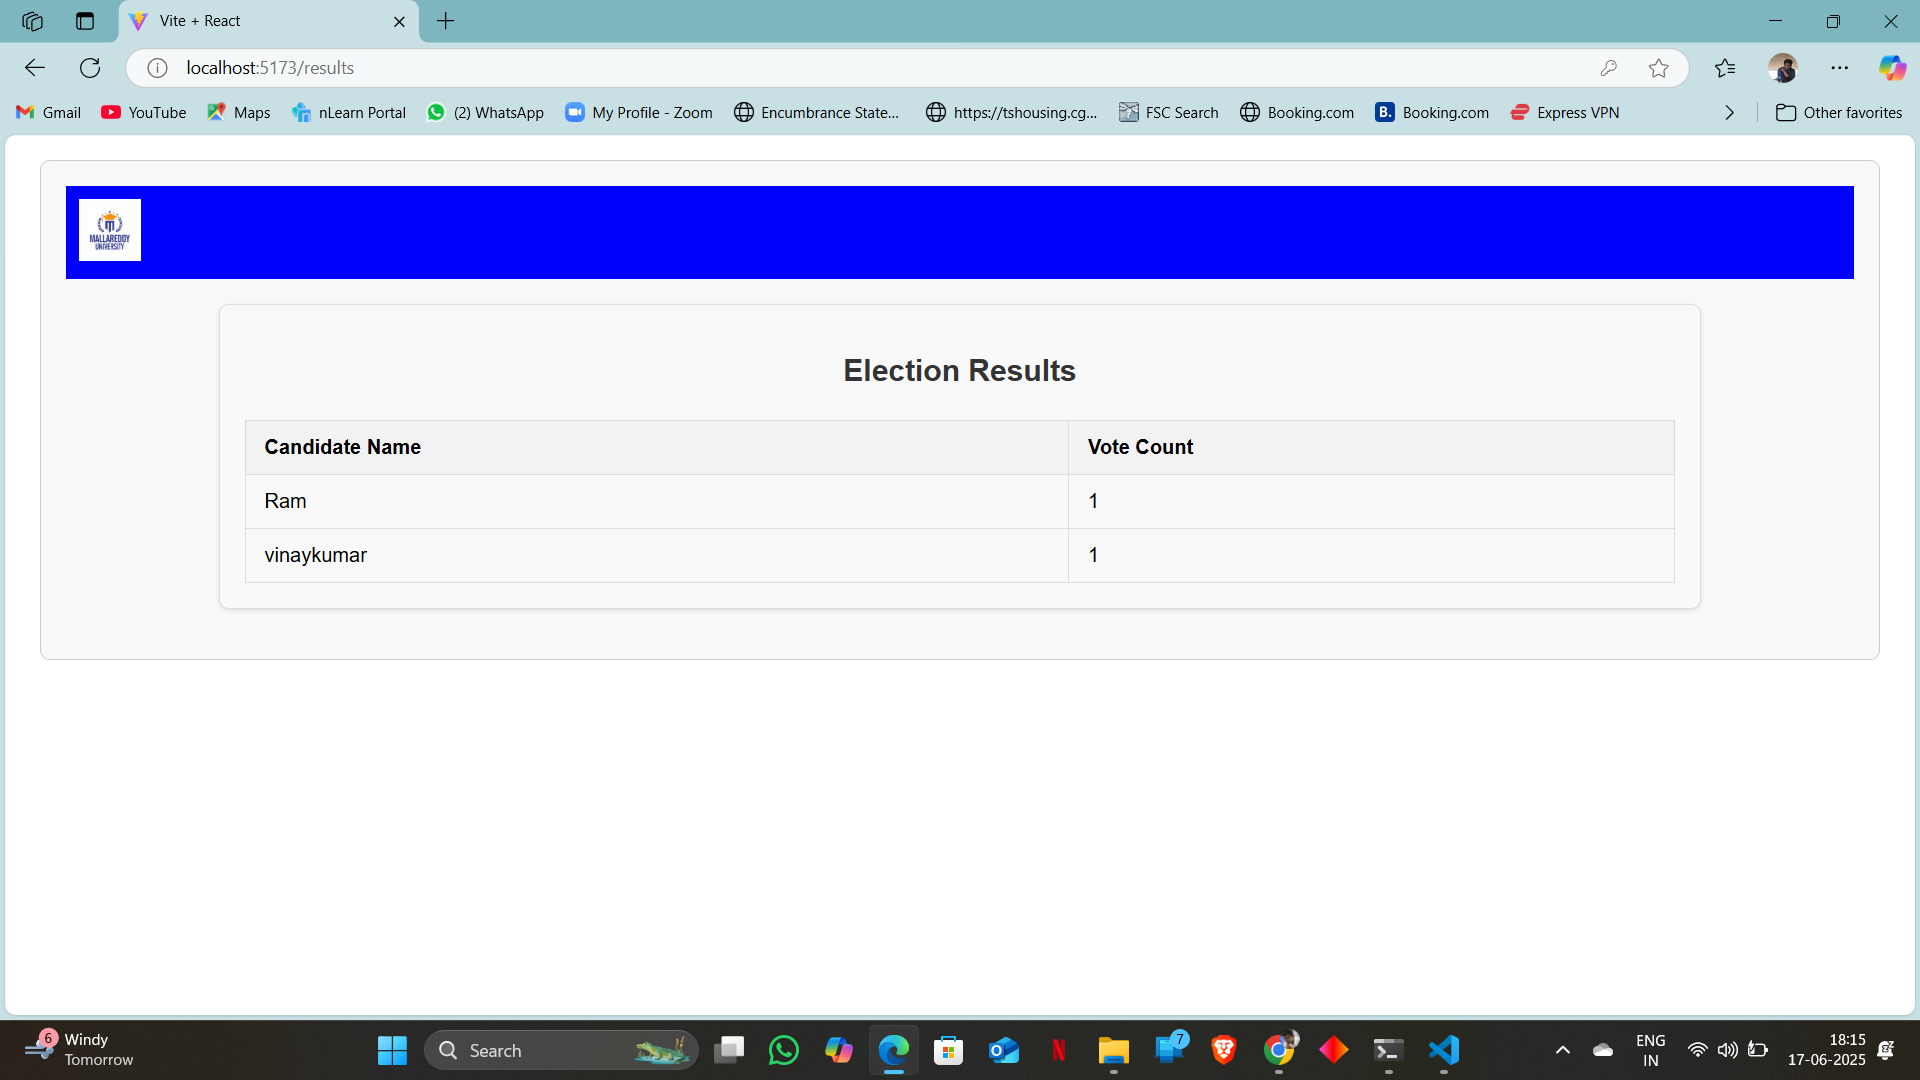 Vite + React
localhost:5173/results
Gmail
YouTube
Maps
nLearn Portal
(2) WhatsApp
My Profile - Zoom
Encumbrance State...
https://tshousing.cg...
FSC Search
Booking.com
B.
Booking.com
Express VPN
Other favorites
MALLAREDDY
UNIVERSITY
Election Results
Candidate Name
Vote Count
Ram
1
vinaykumar
1
6
Windy
Tomorrow
Search
7
ENG
IN
18:15
17-06-2025